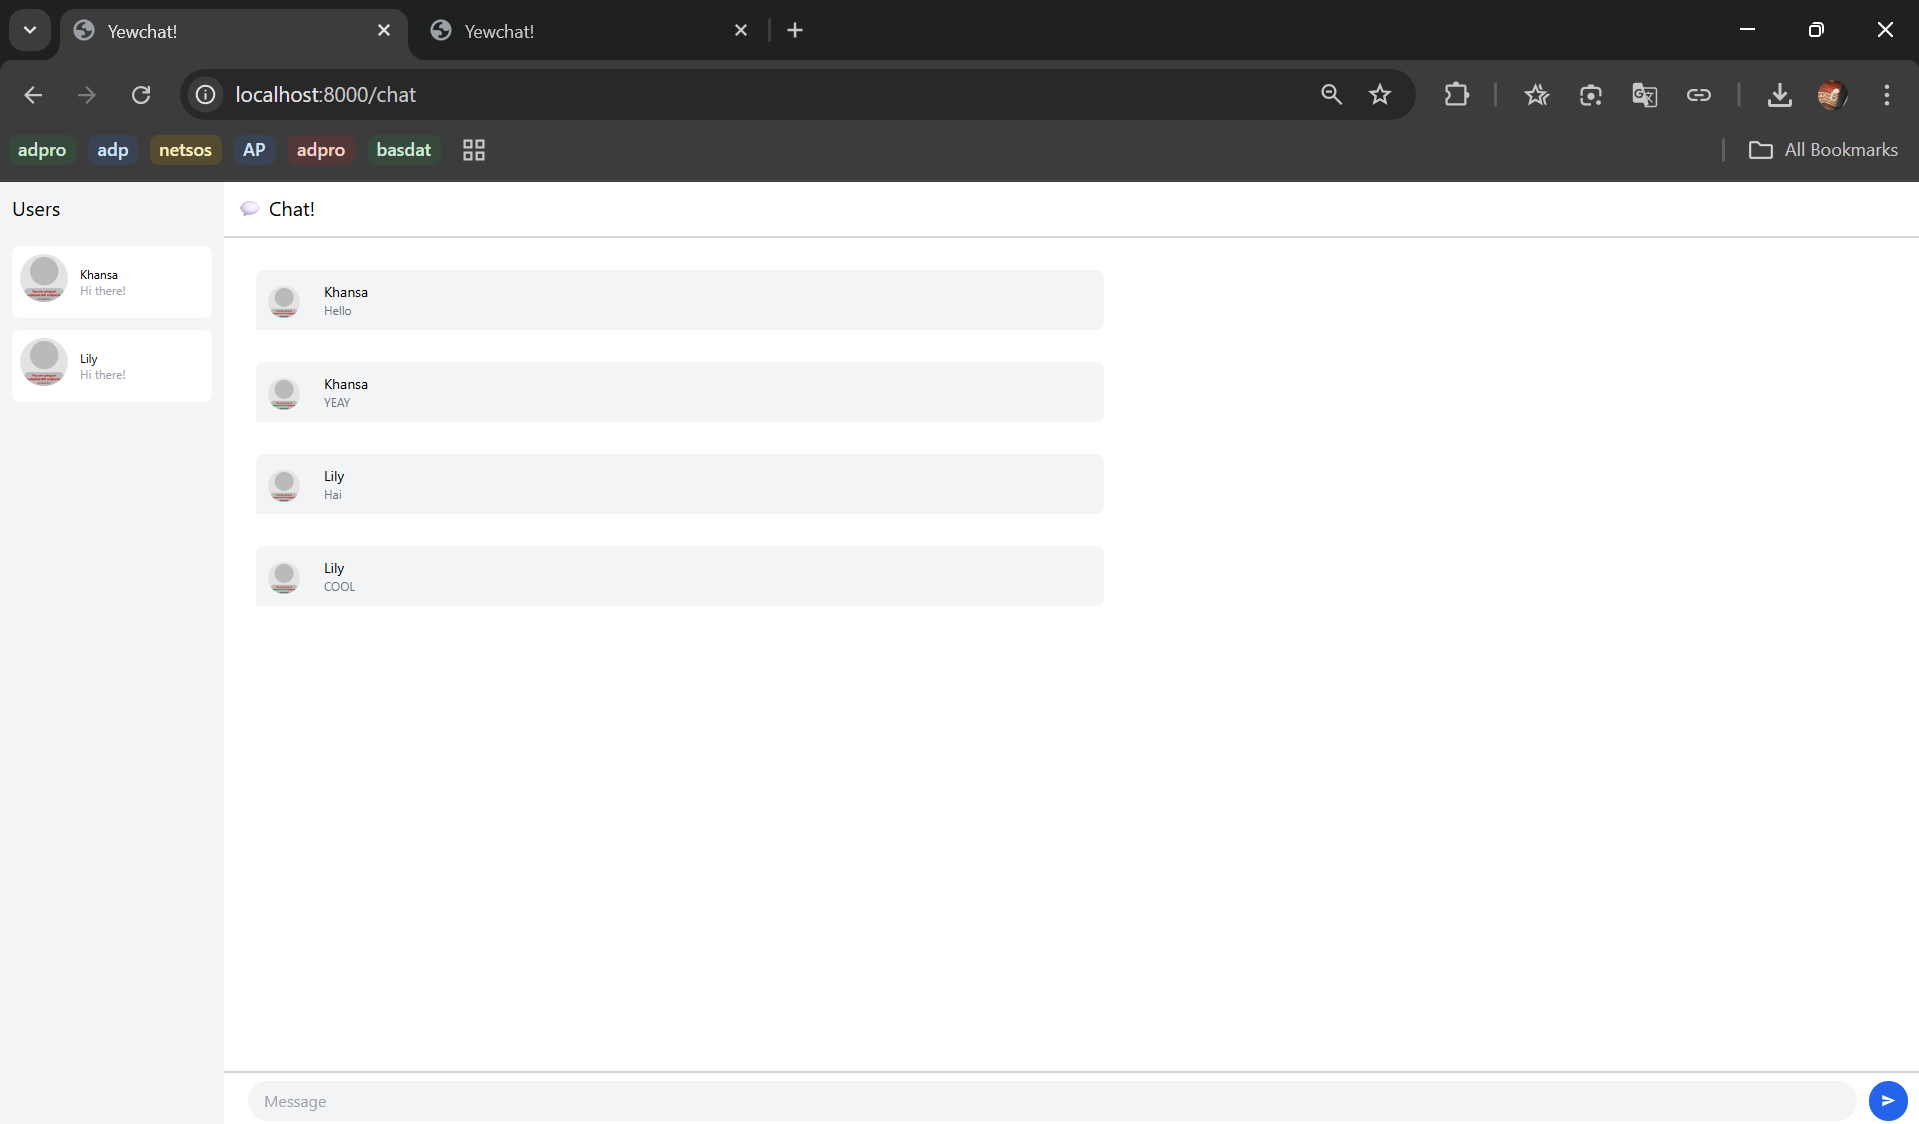 Yewchat!
Yewchat!
localhost:8000/chat
adpro adp netsos AP adpro basdat All Bookmarks
Users
Khansa
Hi there!
Lily
Hi there!
Chat!
Khansa
Hello
Khansa
YEAY
Lily
Hai
Lily
COOL
Message